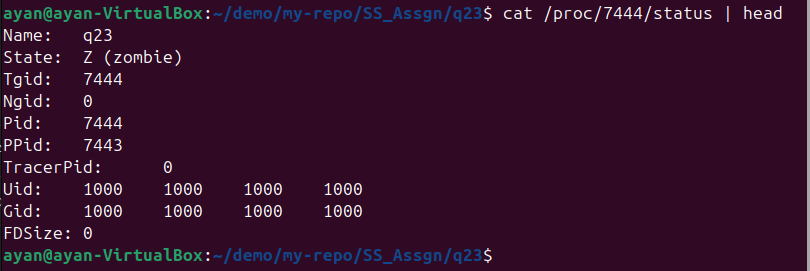 ayan@ayan-VirtualBox:~/demo/my-repo/SS_Assgn/q23$ cat /proc/7444/status | head
Name:	q23
State:	Z (zombie)
Tgid:	7444
Ngid:	0
Pid:	7444
PPid:	7443
TracerPid:	0
Uid:	1000	1000	1000	1000
Gid:	1000	1000	1000	1000
FDSize:	0
ayan@ayan-VirtualBox:~/demo/my-repo/SS_Assgn/q23$